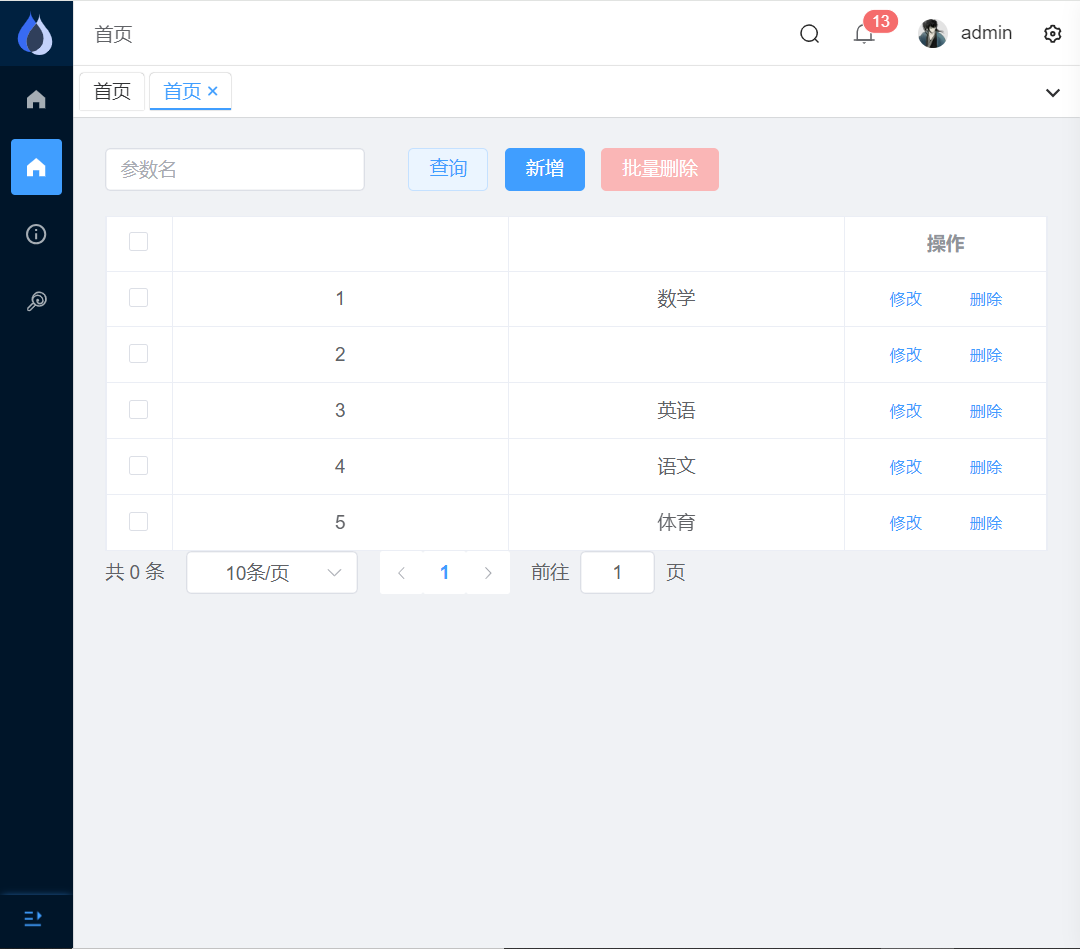 首页 13 admin
首页 首页 ×
参数名 查询 新增 批量删除
操作
1 数学 修改 删除
2 修改 删除
3 英语 修改 删除
4 语文 修改 删除
5 体育 修改 删除
共 0 条 10条/页 1 前往 1 页